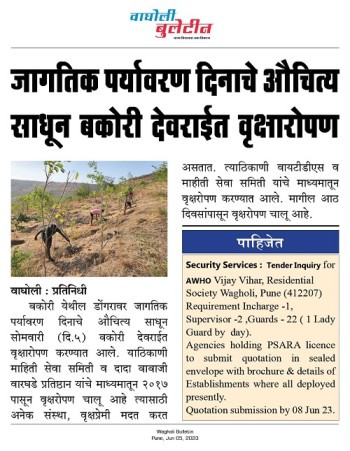 वाघोली
बुलेटीन
जागतिक पर्यावरण दिनाचे औचित्य
साधून बकोरी देवराईत वृक्षारोपण
वाघोली : प्रतिनिधी
बकोरी येथील डोंगरावर जागतिक
पर्यावरण दिनाचे औचित्य साधून
सोमवारी (दि.५) बकोरी देवराईत
वृक्षारोपण करण्यात आले. याठिकाणी
माहिती सेवा समिती व दादा वाबाजी
वारघडे प्रतिष्ठान यांचे माध्यमातून २०१७
पासून वृक्षरोपण चालू आहे त्यासाठी
अनेक संस्था, वृक्षप्रेमी मदत करत
असतात. त्याठिकाणी वायटीडीएस व
माहीती सेवा समिती यांचे माध्यमातून
वृक्षरोपण करण्यात आले. मागील आठ
दिवसांपासून वृक्षरोपण चालू आहे.
पाहिजेत
Security Services : Tender Inquiry for
AWHO Vijay Vihar, Residential
Society Wagholi, Pune (412207)
Requirement Incharge -1,
Supervisor -2 ,Guards - 22 ( 1 Lady
Guard by day).
Agencies holding PSARA licence
to submit quotation in sealed
envelope with brochure & details of
Establishments where all deployed
presently.
Quotation submission by 08 Jun 23.
Wagholi Bulletin
Pune, Jun 05, 2023